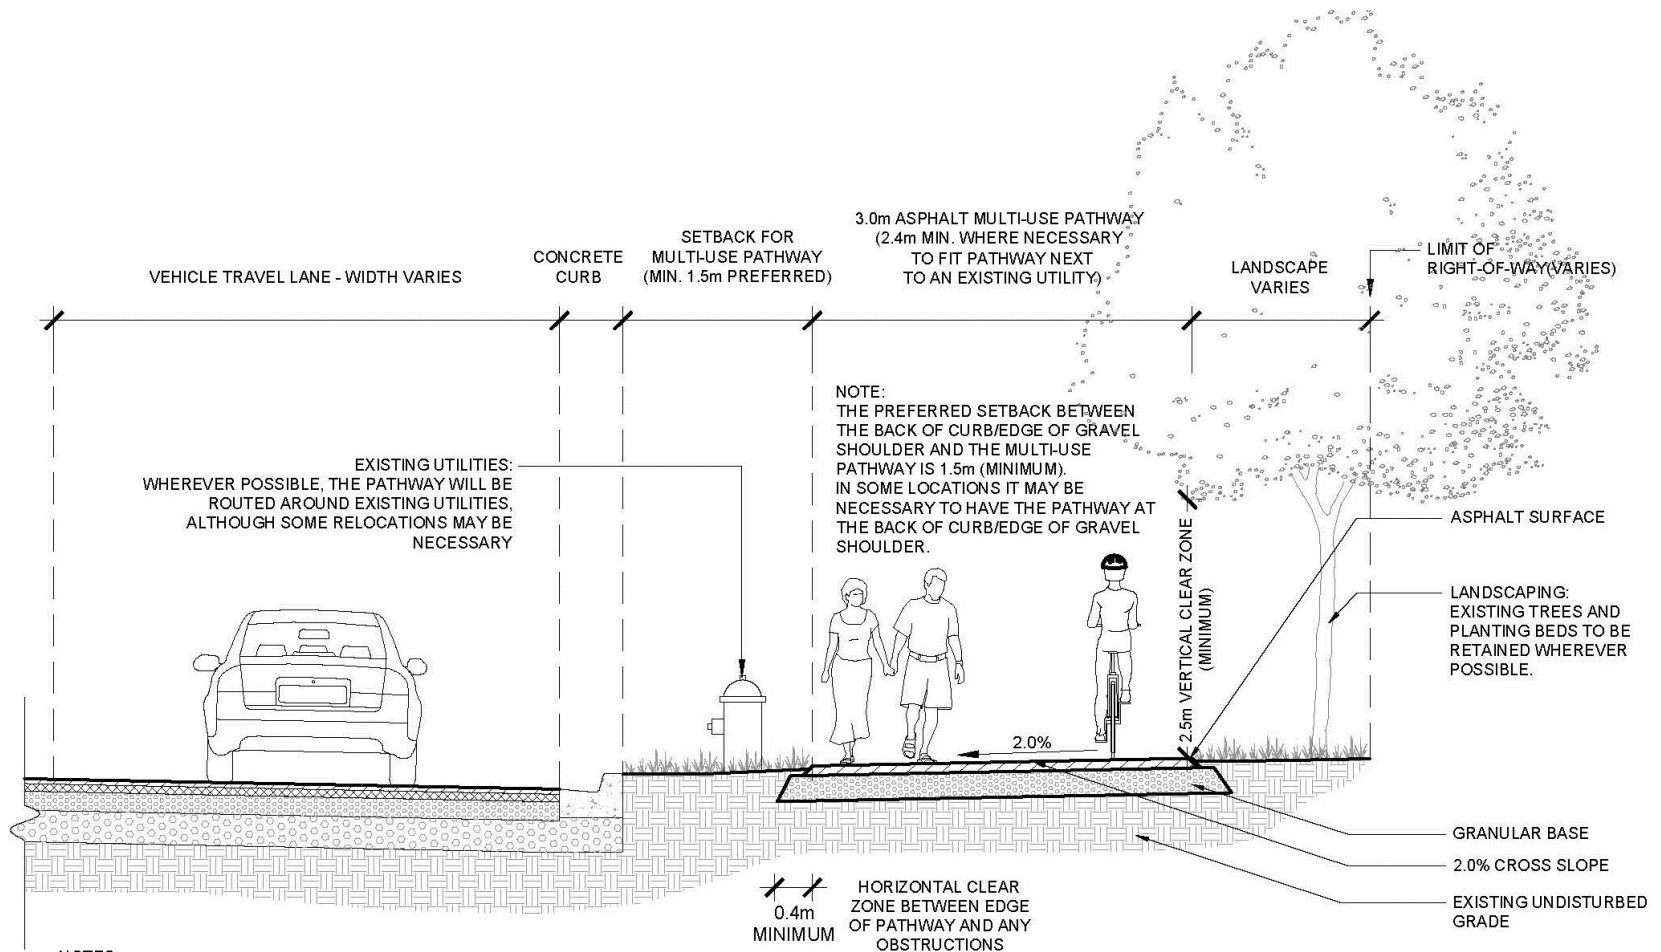 3.0m ASPHALT MULTI-USE PATHWAY
(2.4m MIN. WHERE NECESSARY
TO FIT PATHWAY NEXT
TO AN EXISTING UTILITY)
SETBACK FOR
MULTI-USE PATHWAY
(MIN. 1.5m PREFERRED)
CONCRETE
CURB
VEHICLE TRAVEL LANE - WIDTH VARIES
LANDSCAPE
VARIES
LIMIT OF
RIGHT-OF-WAY(VARIES)
NOTE:
THE PREFERRED SETBACK BETWEEN
THE BACK OF CURB/EDGE OF GRAVEL
SHOULDER AND THE MULTI-USE
PATHWAY IS 1.5m (MINIMUM).
IN SOME LOCATIONS IT MAY BE
NECESSARY TO HAVE THE PATHWAY AT
THE BACK OF CURB/EDGE OF GRAVEL
SHOULDER.
EXISTING UTILITIES:
WHEREVER POSSIBLE, THE PATHWAY WILL BE
ROUTED AROUND EXISTING UTILITIES,
ALTHOUGH SOME RELOCATIONS MAY BE
NECESSARY
2.5m VERTICAL CLEAR ZONE
(MINIMUM)
ASPHALT SURFACE
LANDSCAPING:
EXISTING TREES AND
PLANTING BEDS TO BE
RETAINED WHEREVER
POSSIBLE.
2.0%
GRANULAR BASE
2.0% CROSS SLOPE
EXISTING UNDISTURBED
GRADE
0.4m
MINIMUM
HORIZONTAL CLEAR
ZONE BETWEEN EDGE
OF PATHWAY AND ANY
OBSTRUCTIONS